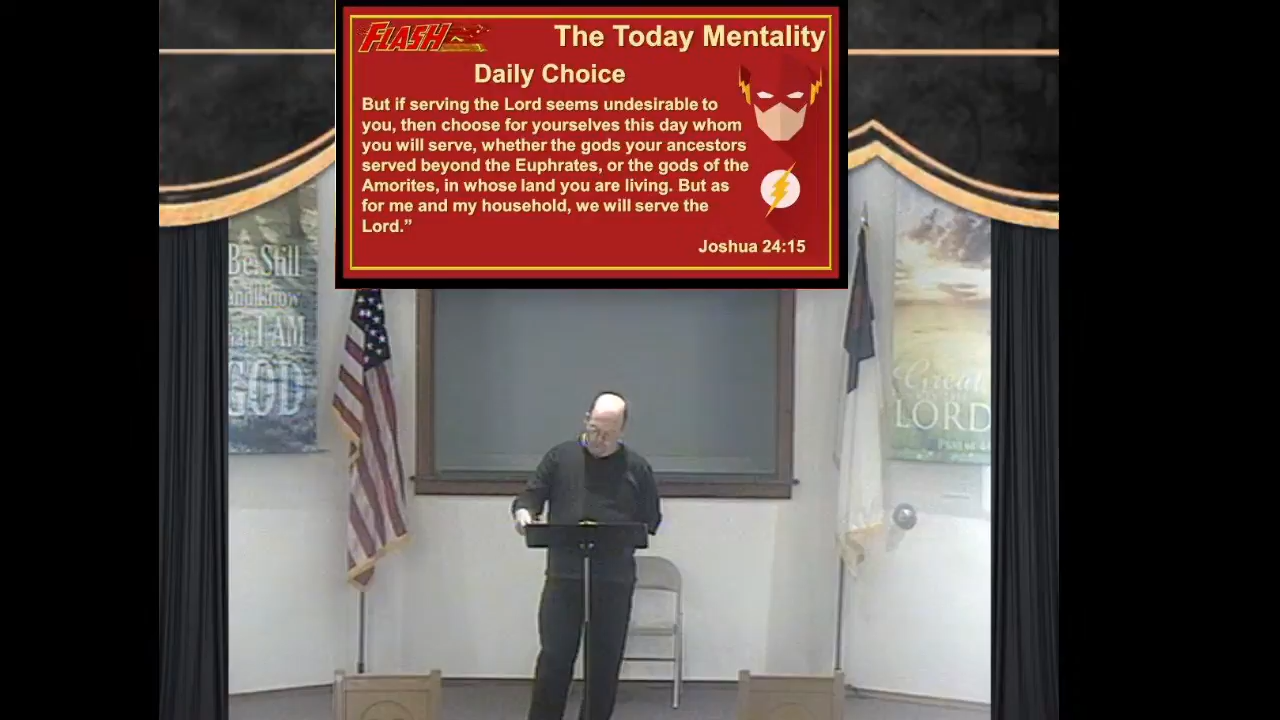 FLASH
The Today Mentality
Daily Choice
But if serving the Lord seems undesirable to
you, then choose for yourselves this day whom
you will serve, whether the gods your ancestors
served beyond the Euphrates, or the gods of the
Amorites, in whose land you are living. But as
for me and my household, we will serve the
Lord.”
Joshua 24:15
Be Still
and know
that I AM
GOD
Great
LORD